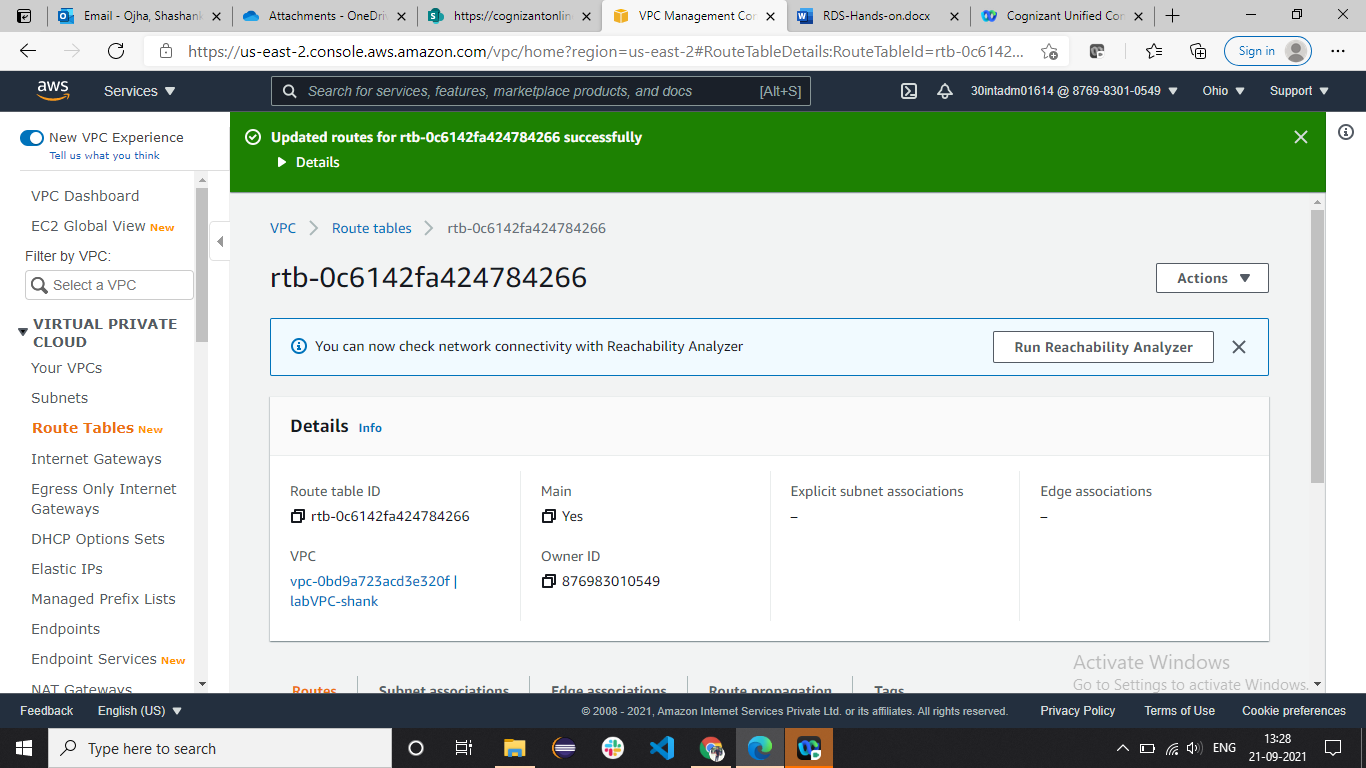 Email - Ojha, Shashank
Attachments - OneDri
https://cognizantonlin
VPC Management Con
RDS-Hands-on.docx
Cognizant Unified Con
https://us-east-2.console.aws.amazon.com/vpc/home?region=us-east-2#RouteTableDetails:RouteTableId=rtb-0c6142...
Sign in
aws
Services
Search for services, features, marketplace products, and docs
[Alt+S]
30intadm01614 @ 8769-8301-0549
Ohio
Support
New VPC Experience
Tell us what you think
VPC Dashboard
EC2 Global View New
Filter by VPC:
Select a VPC
VIRTUAL PRIVATE
CLOUD
Your VPCs
Subnets
Route Tables New
Internet Gateways
Egress Only Internet
Gateways
DHCP Options Sets
Elastic IPs
Managed Prefix Lists
Endpoints
Endpoint Services New
NAT Gateways
Updated routes for rtb-0c6142fa424784266 successfully
Details
VPC
Route tables
rtb-0c6142fa424784266
rtb-0c6142fa424784266
Actions
You can now check network connectivity with Reachability Analyzer
Run Reachability Analyzer
Details Info
Route table ID
rtb-0c6142fa424784266
Main
Yes
Explicit subnet associations
–
Edge associations
–
VPC
vpc-0bd9a723acd3e320f |
labVPC-shank
Owner ID
876983010549
Routes
Subnet associations
Edge associations
Route propagation
Tags
Activate Windows
Go to Settings to activate Windows.
Feedback
English (US)
© 2008 - 2021, Amazon Internet Services Private Ltd. or its affiliates. All rights reserved.
Privacy Policy
Terms of Use
Cookie preferences
Type here to search
ENG
13:28
21-09-2021